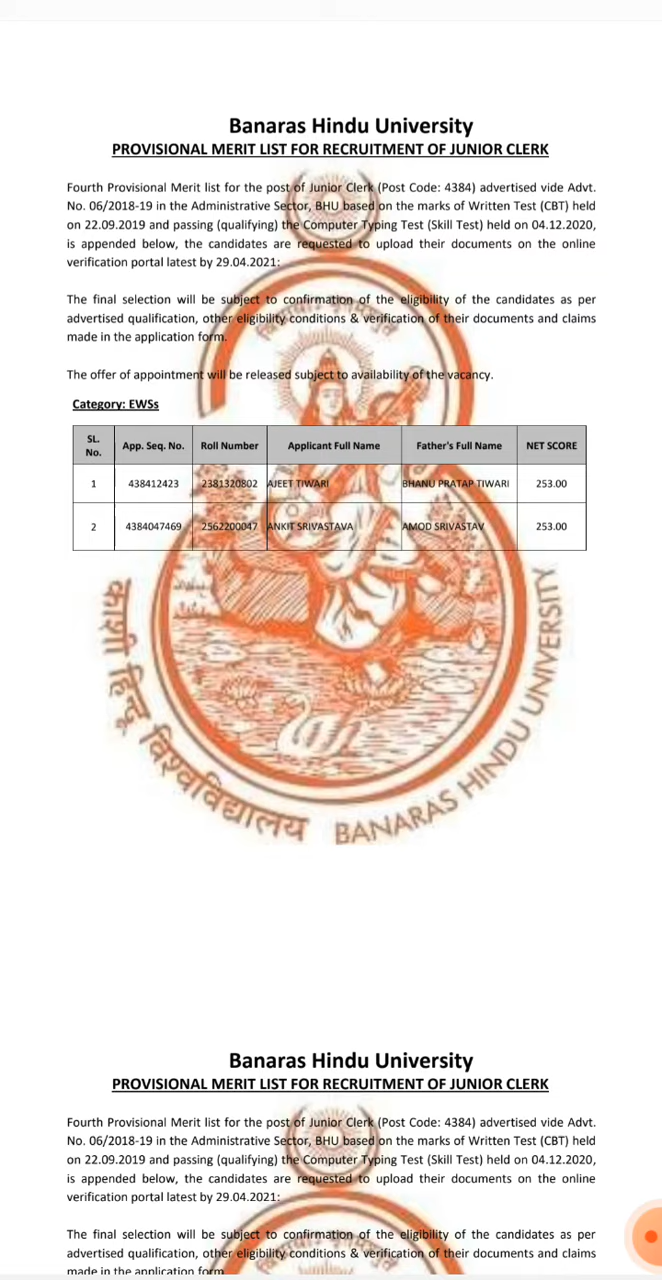 Banaras Hindu University
PROVISIONAL MERIT LIST FOR RECRUITMENT OF JUNIOR CLERK
Fourth Provisional Merit list for the post of Junior Clerk (Post Code: 4384) advertised vide Advt.
No. 06/2018-19 in the Administrative Sector, BHU based on the marks of Written Test (CBT) held
on 22.09.2019 and passing (qualifying) the Computer Typing Test (Skill Test) held on 04.12.2020,
is appended below, the candidates are requested to upload their documents on the online
verification portal latest by 29.04.2021:
The final selection will be subject to confirmation of the eligibility of the candidates as per
advertised qualification, other eligibility conditions & verification of their documents and claims
made in the application form.
The offer of appointment will be released subject to availability of the vacancy.
Category: EWSs
SL. No. App. Seq. No. Roll Number Applicant Full Name Father's Full Name NET SCORE
1 438412423 2381320802 AJEET TIWARI BHANU PRATAP TIWARI 253.00
2 4384047469 2562200047 ANKIT SRIVASTAVA AMOD SRIVASTAV 253.00
काशी हिन्दू विश्वविद्यालय BANARAS HINDU UNIVERSITY
Banaras Hindu University
PROVISIONAL MERIT LIST FOR RECRUITMENT OF JUNIOR CLERK
Fourth Provisional Merit list for the post of Junior Clerk (Post Code: 4384) advertised vide Advt.
No. 06/2018-19 in the Administrative Sector, BHU based on the marks of Written Test (CBT) held
on 22.09.2019 and passing (qualifying) the Computer Typing Test (Skill Test) held on 04.12.2020,
is appended below, the candidates are requested to upload their documents on the online
verification portal latest by 29.04.2021:
The final selection will be subject to confirmation of the eligibility of the candidates as per
advertised qualification, other eligibility conditions & verification of their documents and claims
made in the application form